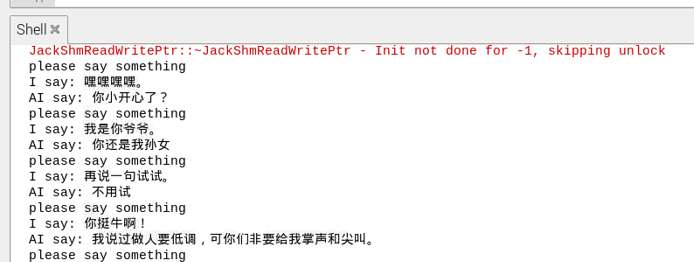 Shell
JackShmReadWritePtr::~JackShmReadWritePtr - Init not done for -1, skipping unlock
please say something
I say: 嘿嘿嘿嘿。
AI say: 你小开心了？
please say something
I say: 我是你爷爷。
AI say: 你还是我孙女
please say something
I say: 再说一句试试。
AI say: 不用试
please say something
I say: 你挺牛啊！
AI say: 我说过做人要低调，可你们非要给我掌声和尖叫。
please say something